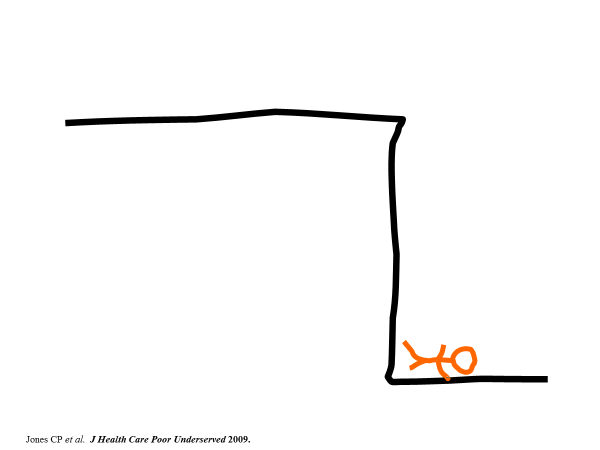 Jones CP et al. J Health Care Poor Underserved 2009.